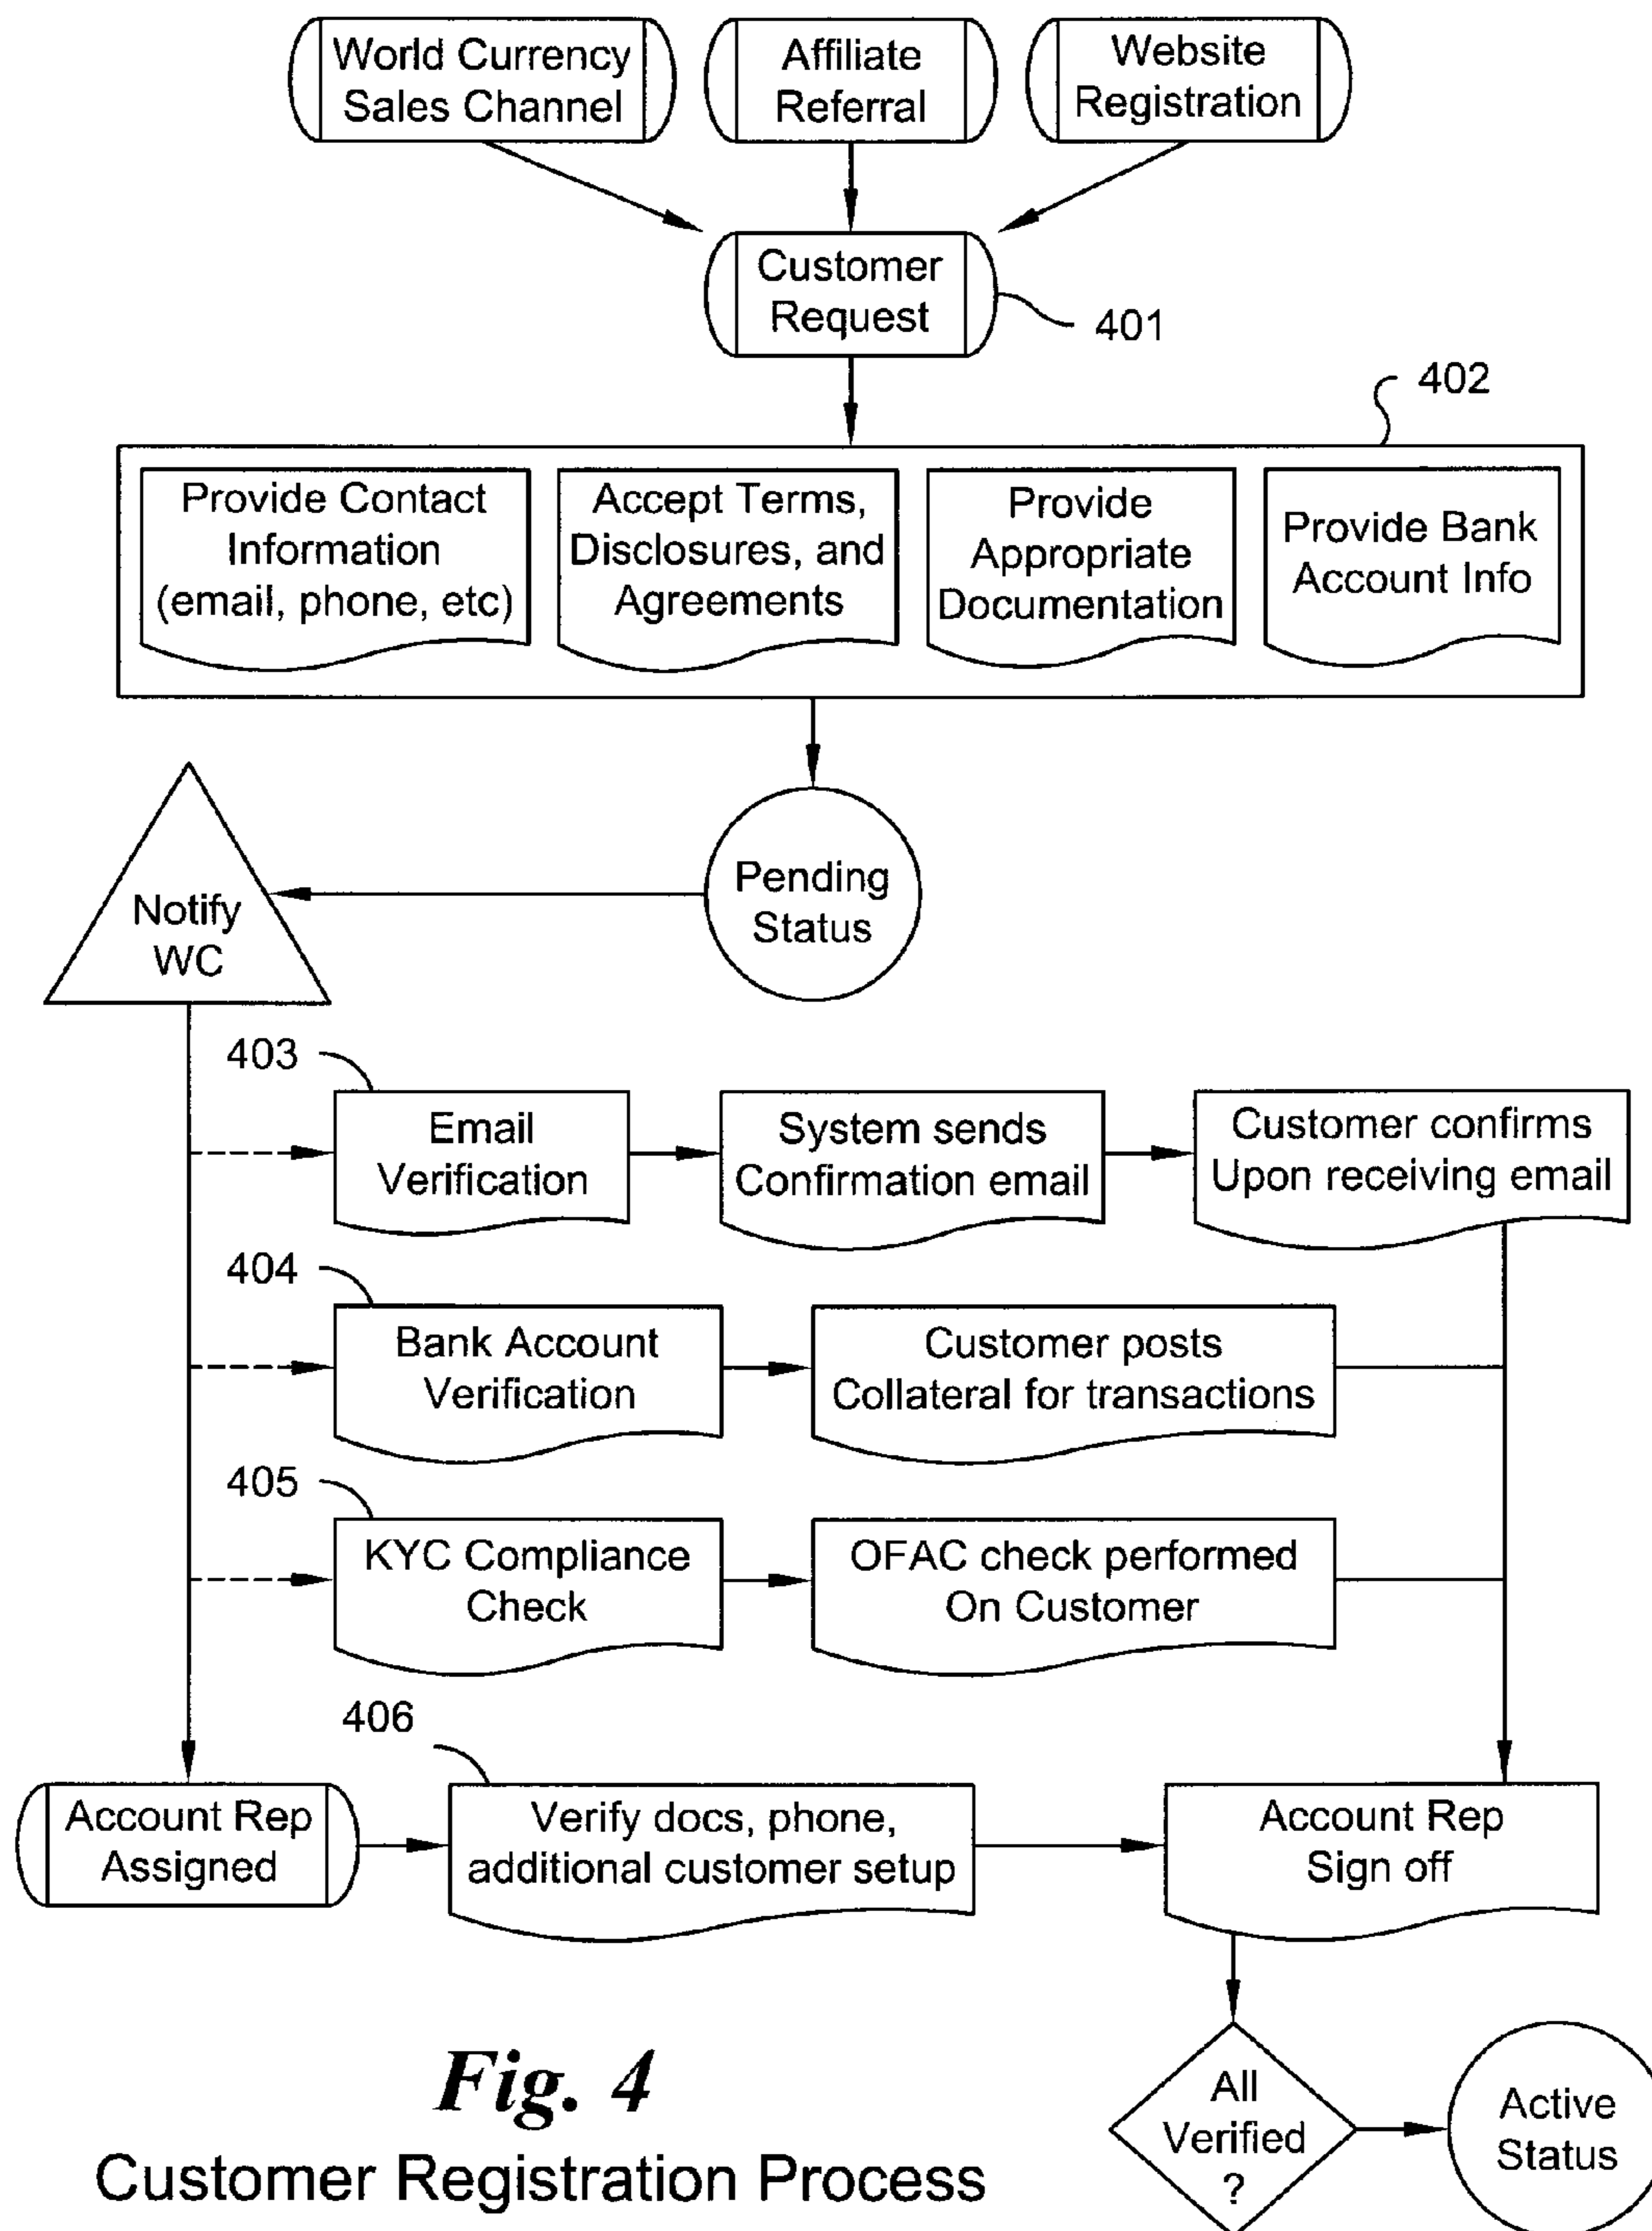 World Currency
Sales Channel
Affiliate
Referral
Website
Registration
Customer
Request
401
402
Provide Contact
Information
(email, phone, etc)
Accept Terms,
Disclosures, and
Agreements
Provide
Appropriate
Documentation
Provide Bank
Account Info
Pending
Status
Notify
WC
403
Email
Verification
System sends
Confirmation email
Customer confirms
Upon receiving email
404
Bank Account
Verification
Customer posts
Collateral for transactions
405
KYC Compliance
Check
OFAC check performed
On Customer
406
Account Rep
Assigned
Verify docs, phone,
additional customer setup
Account Rep
Sign off
All
Verified
?
Active
Status
Fig. 4
Customer Registration Process